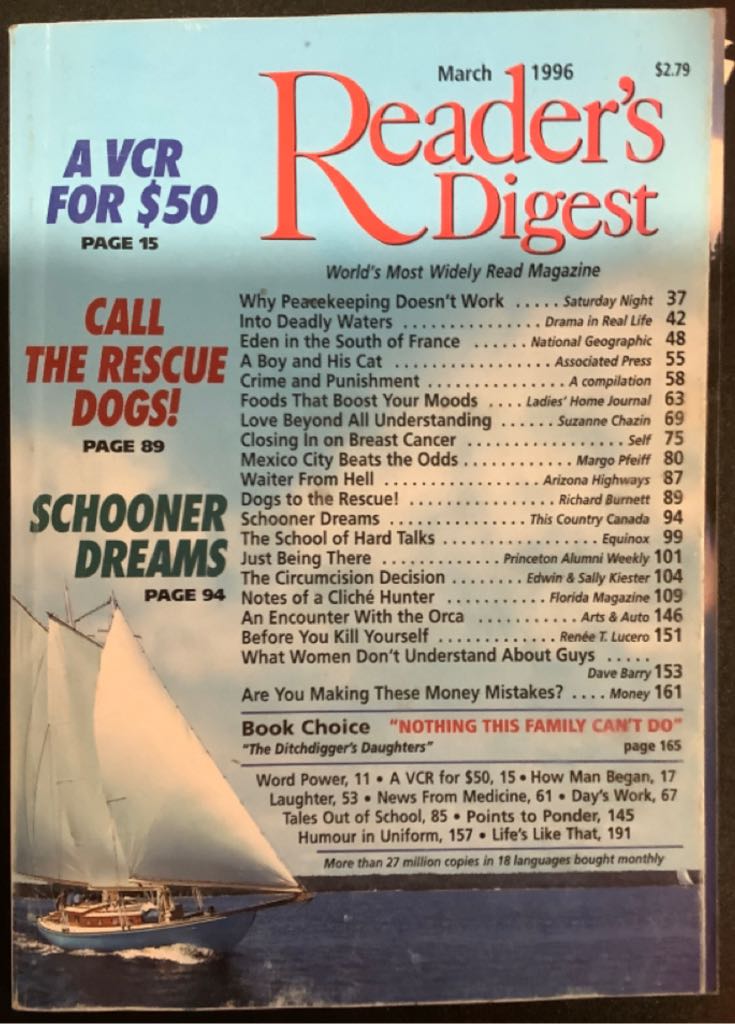 March 1996 $2.79
Reader's
Digest
World's Most Widely Read Magazine
A VCR
FOR $50
PAGE 15
CALL
THE RESCUE
DOGS!
PAGE 89
SCHOONER
DREAMS
PAGE 94
Why Peacekeeping Doesn't Work ..... Saturday Night 37
Into Deadly Waters ............... Drama in Real Life 42
Eden in the South of France ..... National Geographic 48
A Boy and His Cat ................. Associated Press 55
Crime and Punishment .............. A compilation 58
Foods That Boost Your Moods .... Ladies' Home Journal 63
Love Beyond All Understanding ...... Suzanne Chazin 69
Closing In on Breast Cancer ................ Self 75
Mexico City Beats the Odds ........... Margo Pfeiff 80
Waiter From Hell ................. Arizona Highways 87
Dogs to the Rescue! ............... Richard Burnett 89
Schooner Dreams .............. This Country Canada 94
The School of Hard Talks ................. Equinox 99
Just Being There ............ Princeton Alumni Weekly 101
The Circumcision Decision ........ Edwin & Sally Kiester 104
Notes of a Cliché Hunter ........... Florida Magazine 109
An Encounter With the Orca .......... Arts & Auto 146
Before You Kill Yourself ............ Renée T. Lucero 151
What Women Don't Understand About Guys .....
Dave Barry 153
Are You Making These Money Mistakes? .... Money 161
Book Choice "NOTHING THIS FAMILY CAN'T DO"
"The Ditchdigger's Daughters" page 165
Word Power, 11 • A VCR for $50, 15 • How Man Began, 17
Laughter, 53 • News From Medicine, 61 • Day's Work, 67
Tales Out of School, 85 • Points to Ponder, 145
Humour in Uniform, 157 • Life's Like That, 191
More than 27 million copies in 18 languages bought monthly